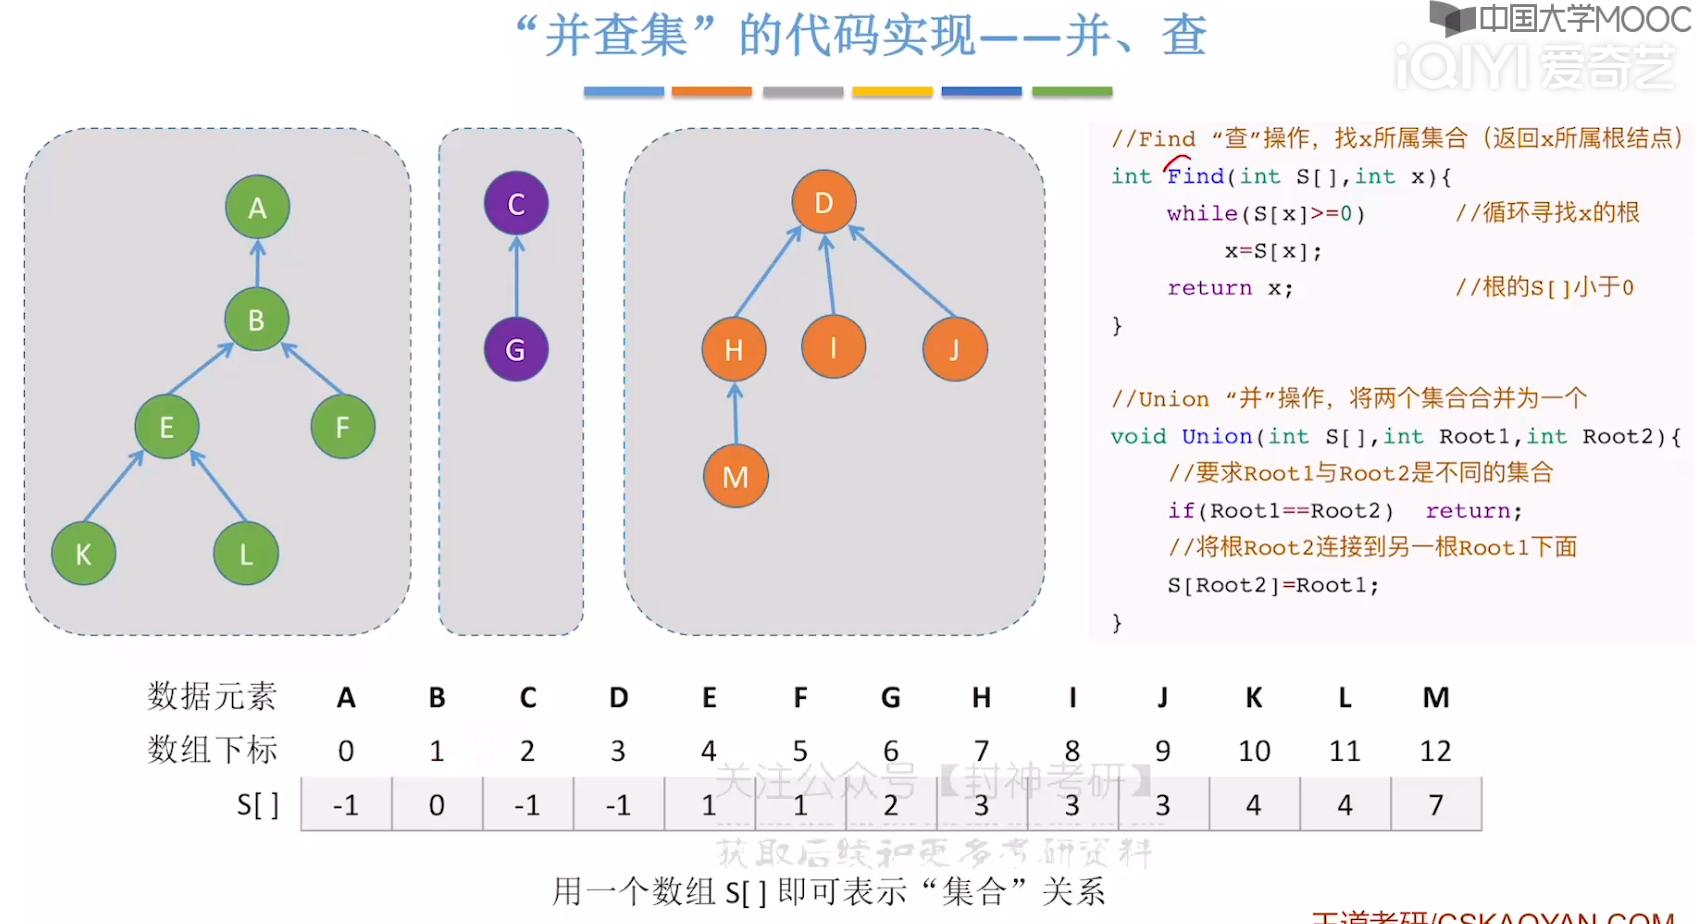 “并查集”的代码实现——并、查
中国大学MOOC
iQIYI 爱奇艺
A
B
E
F
K
L
C
G
D
H
I
J
M
//Find “查”操作，找x所属集合（返回x所属根结点）
int Find(int S[],int x){
while(S[x]>=0) //循环寻找x的根
x=S[x];
return x; //根的S[]小于0
}
//Union “并”操作，将两个集合合并为一个
void Union(int S[],int Root1,int Root2){
//要求Root1与Root2是不同的集合
if(Root1==Root2) return;
//将根Root2连接到另一根Root1下面
S[Root2]=Root1;
}
数据元素 A B C D E F G H I J K L M
数组下标 0 1 2 3 4 5 6 7 8 9 10 11 12
关注公众号【封神考研】
S[ ] -1 0 -1 -1 1 1 2 3 3 3 4 4 7
获取后续和更多考研资料
用一个数组 S[ ] 即可表示“集合”关系
王道考研/CSKAOYAN.COM